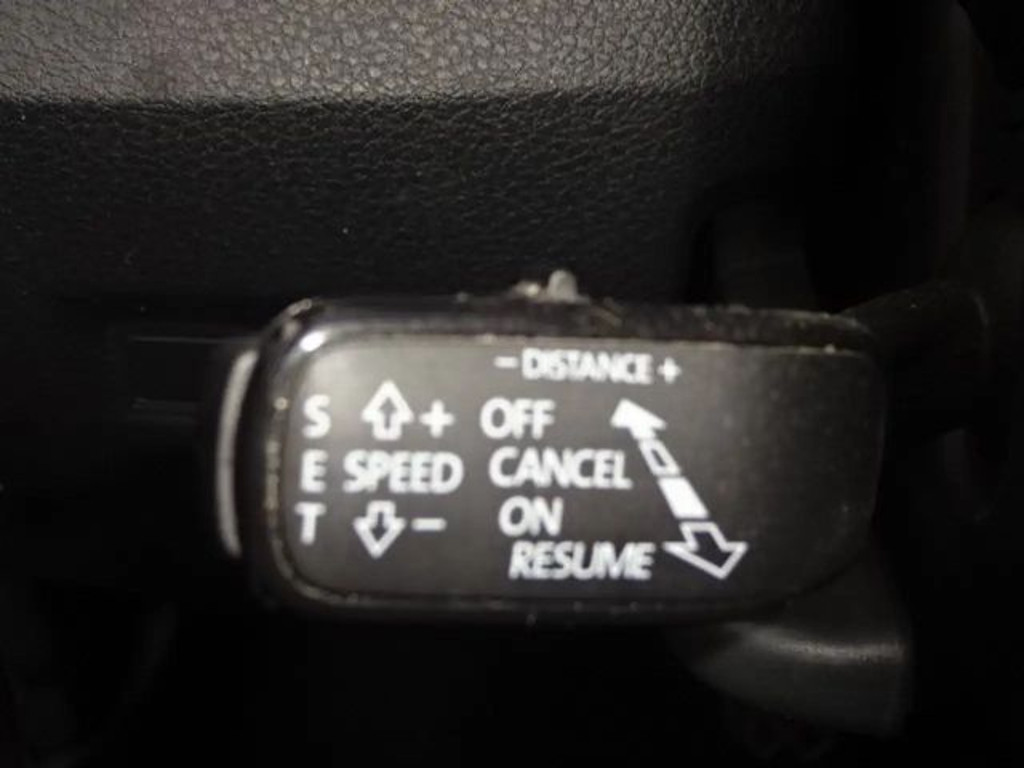 - DISTANCE +
S + OFF
E SPEED CANCEL
T - ON
RESUME